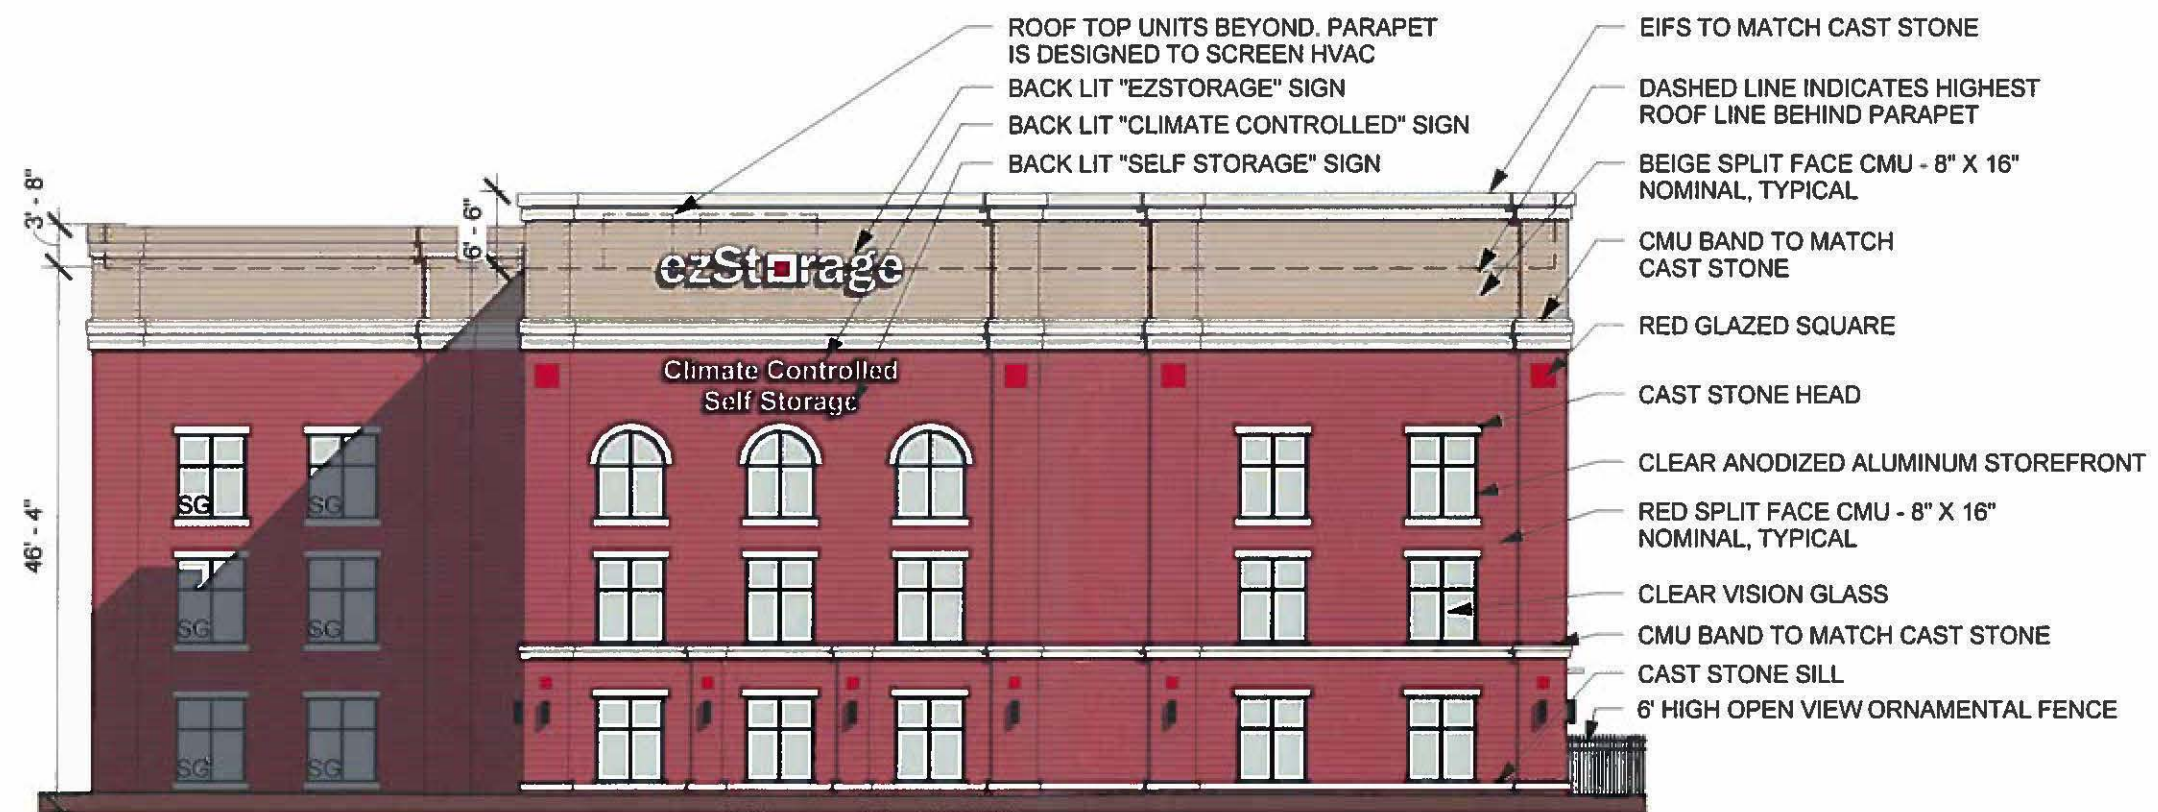 ROOF TOP UNITS BEYOND. PARAPET
IS DESIGNED TO SCREEN HVAC
BACK LIT "EZSTORAGE" SIGN
BACK LIT "CLIMATE CONTROLLED" SIGN
BACK LIT "SELF STORAGE" SIGN
EIFS TO MATCH CAST STONE
DASHED LINE INDICATES HIGHEST
ROOF LINE BEHIND PARAPET
BEIGE SPLIT FACE CMU - 8" X 16"
NOMINAL, TYPICAL
CMU BAND TO MATCH
CAST STONE
RED GLAZED SQUARE
CAST STONE HEAD
CLEAR ANODIZED ALUMINUM STOREFRONT
RED SPLIT FACE CMU - 8" X 16"
NOMINAL, TYPICAL
CLEAR VISION GLASS
CMU BAND TO MATCH CAST STONE
CAST STONE SILL
6' HIGH OPEN VIEW ORNAMENTAL FENCE
3' - 8"
6' - 6"
46' - 4"
ezStorage
Climate Controlled
Self Storage
SG
SG
SG
SG
SG
SG